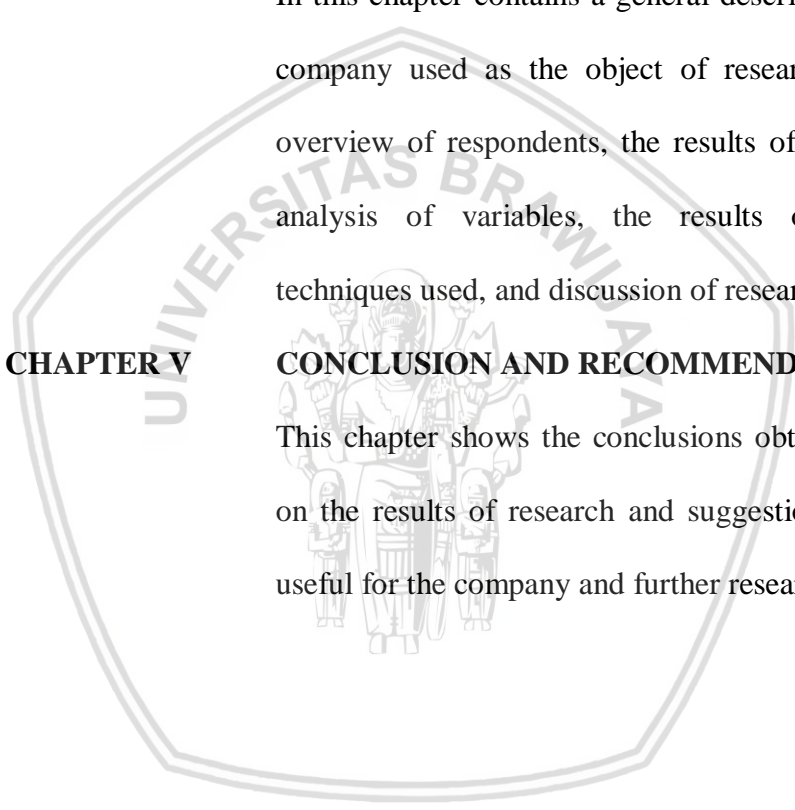 In this chapter contains a general descri
company used as the object of resear
overview of respondents, the results of
analysis of variables, the results
techniques used, and discussion of resear
CHAPTER V CONCLUSION AND RECOMMEND
This chapter shows the conclusions obt
on the results of research and suggesti
useful for the company and further resear
UNIVERSITAS BRAWIJAYA